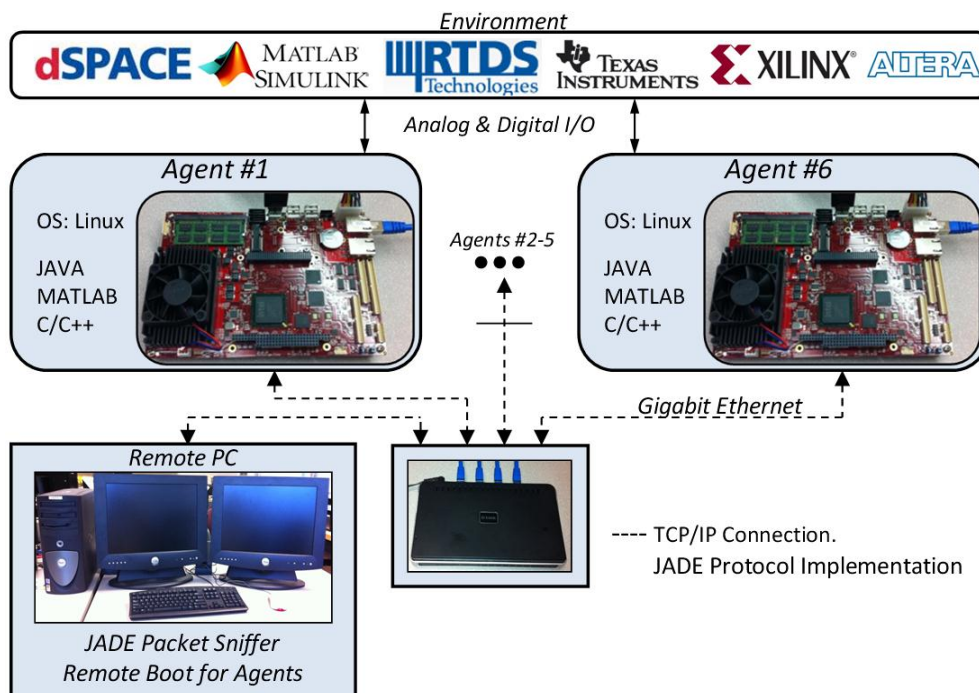 Environment
dSPACE
MATLAB
SIMULINK
RTDS
Technologies
TEXAS
INSTRUMENTS
XILINX®
ALTERA
Analog & Digital I/O
Agent #1
OS: Linux
JAVA
MATLAB
C/C++
Agents #2-5
Agent #6
OS: Linux
JAVA
MATLAB
C/C++
Gigabit Ethernet
Remote PC
JADE Packet Sniffer
Remote Boot for Agents
---- TCP/IP Connection.
JADE Protocol Implementation